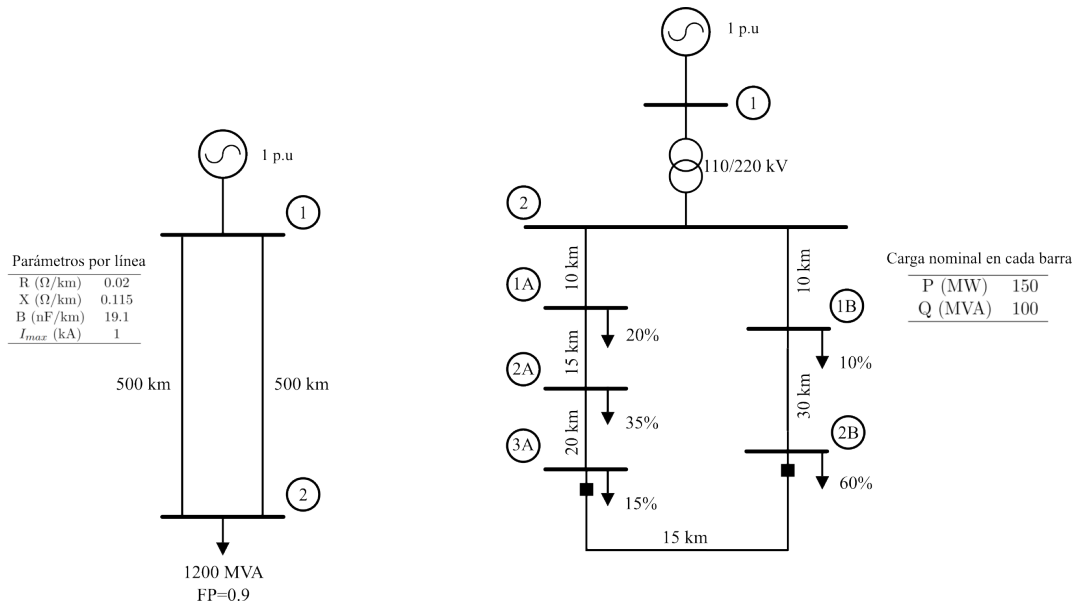 1 p.u
1
Parámetros por línea
R (Ω/km) 0.02
X (Ω/km) 0.115
B (nF/km) 19.1
Imax (kA) 1
500 km
500 km
2
1200 MVA
FP=0.9
1 p.u
1
110/220 kV
2
10 km
10 km
1A
20%
15 km
2A
35%
20 km
3A
15%
1B
10%
30 km
2B
60%
15 km
Carga nominal en cada barra
P (MW) 150
Q (MVA) 100